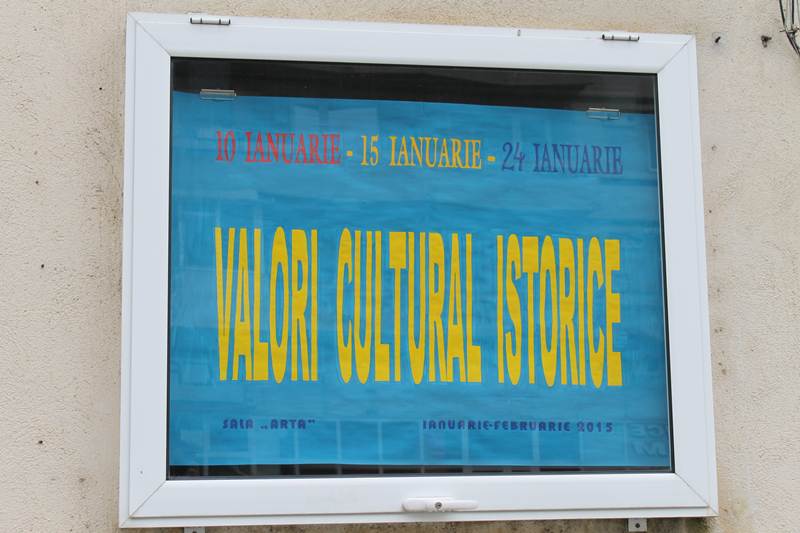 10 IANUARIE - 15 IANUARIE - 24 IANUARIE
VALORI CULTURAL ISTORICE
SALA „ARTA” IANUARIE-FEBRUARIE 2015